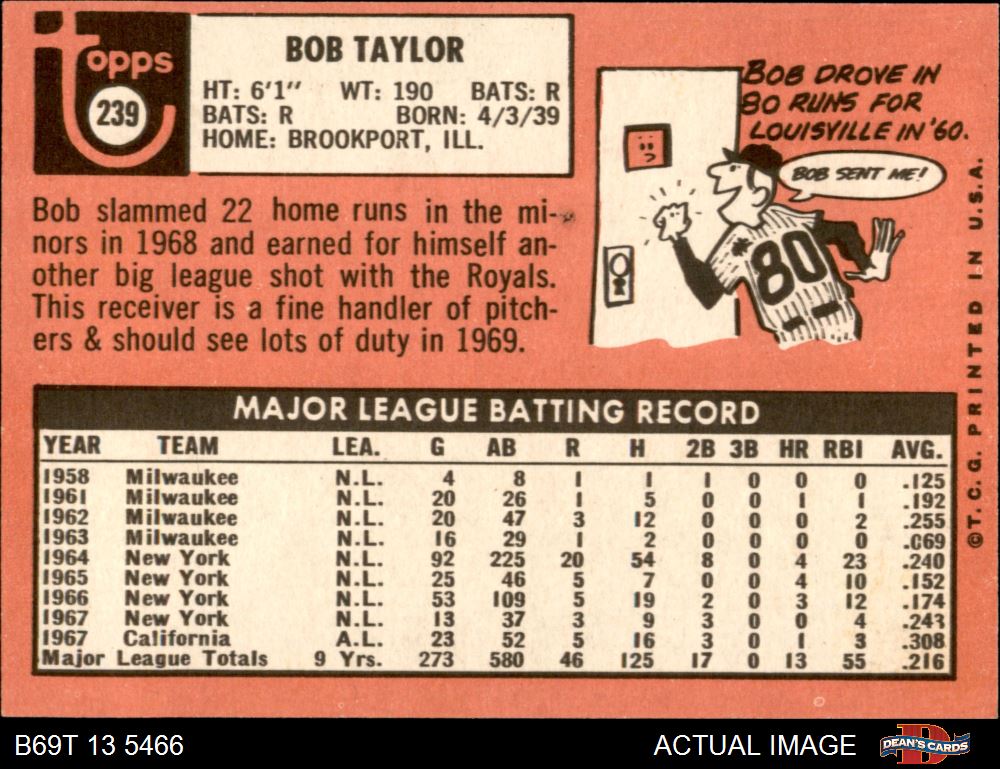 Topps
239
BOB TAYLOR
HT: 6'1" WT: 190 BATS: R
BATS: R BORN: 4/3/39
HOME: BROOKPORT, ILL.
Bob slammed 22 home runs in the mi-
nors in 1968 and earned for himself an-
other big league shot with the Royals.
This receiver is a fine handler of pitch-
ers & should see lots of duty in 1969.
BOB DROVE IN
80 RUNS FOR
LOUISVILLE IN '60.
BOB SENT ME!
80
©T.C.G. PRINTED IN U.S.A.
MAJOR LEAGUE BATTING RECORD
YEAR TEAM LEA. G AB R H 2B 3B HR RBI AVG.
1958 Milwaukee N.L. 4 8 1 1 1 0 0 0 .125
1961 Milwaukee N.L. 20 26 1 5 0 0 1 1 .192
1962 Milwaukee N.L. 20 47 3 12 0 0 0 2 .255
1963 Milwaukee N.L. 16 29 1 2 0 0 0 0 .069
1964 New York N.L. 92 225 20 54 8 0 4 23 .240
1965 New York N.L. 25 46 5 7 0 0 4 10 .152
1966 New York N.L. 53 109 5 19 2 0 3 12 .174
1967 New York N.L. 13 37 3 9 3 0 0 4 .243
1967 California A.L. 23 52 5 16 3 0 1 3 .308
Major League Totals 9 Yrs. 273 580 46 125 17 0 13 55 .216
B69T 13 5466
ACTUAL IMAGE
DEAN'S CARDS